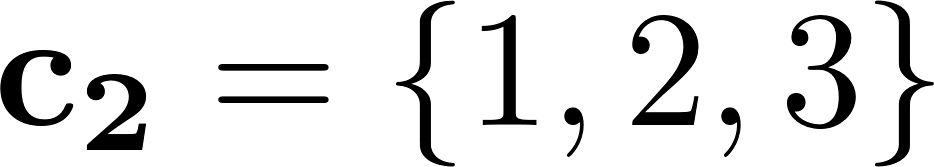 c₂ = {1, 2, 3}